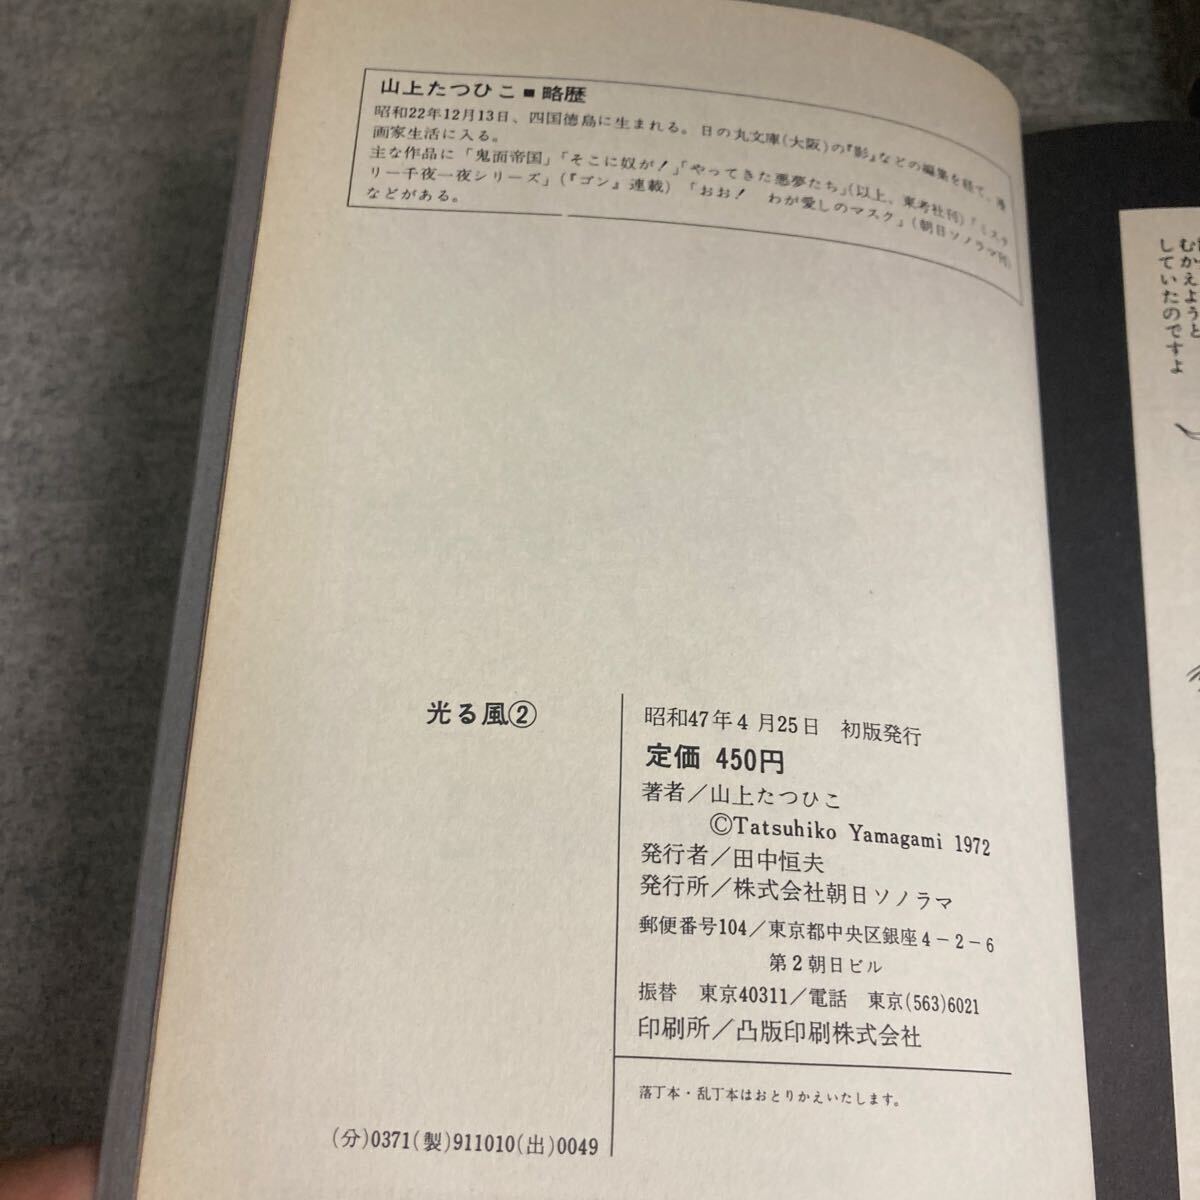 山上たつひこ■略歴
昭和22年12月13日、四国徳島に生まれる。日の丸文庫(大阪)の『影』などの編集を経て、漫
画家生活に入る。
主な作品に「鬼面帝国」「そこに奴が！」「やってきた悪夢たち」(以上、東考社刊)「ミステ
リー千夜一夜シリーズ」(『ゴン』連載)「おお！　わが愛しのマスク」(朝日ソノラマ刊)
などがある。
光る風②
昭和47年4月25日　初版発行
定価 450円
著者／山上たつひこ
©Tatsuhiko Yamagami 1972
発行者／田中恒夫
発行所／株式会社朝日ソノラマ
郵便番号104／東京都中央区銀座4－2－6
第2朝日ビル
振替　東京40311／電話　東京(563)6021
印刷所／凸版印刷株式会社
落丁本・乱丁本はおとりかえいたします。
(分)0371(製)911010(出)0049
むかえようと
していたのですよ